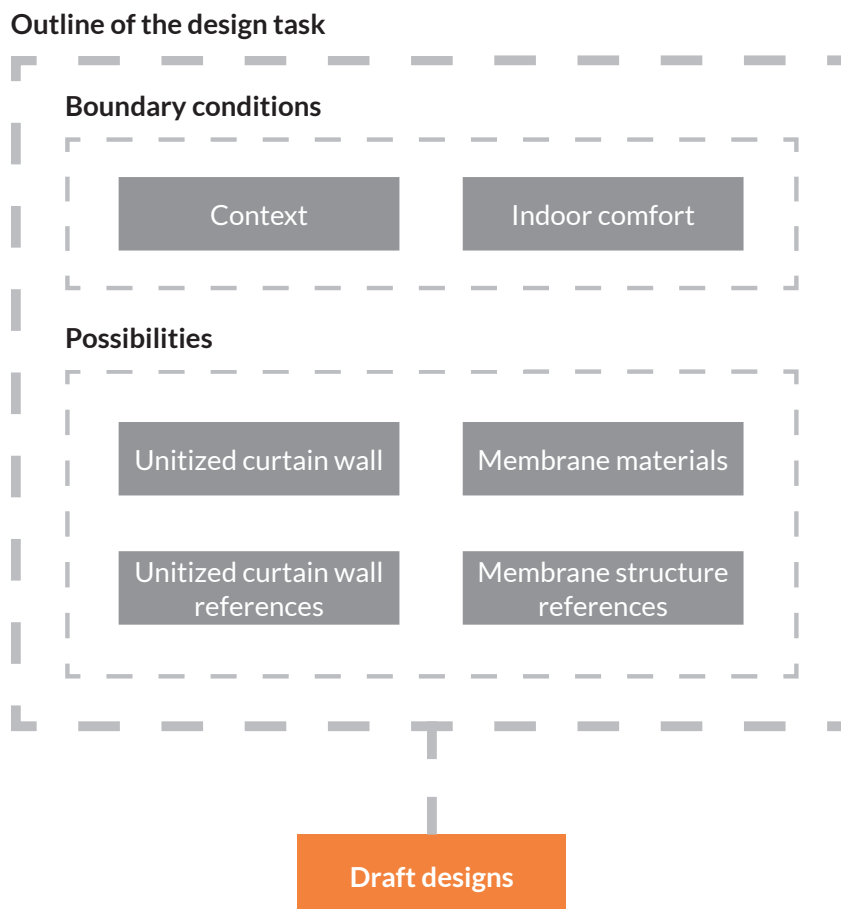 Outline of the design task
Boundary conditions
Context
Indoor comfort
Possibilities
Unitized curtain wall
Membrane materials
Unitized curtain wall
references
Membrane structure
references
Draft designs